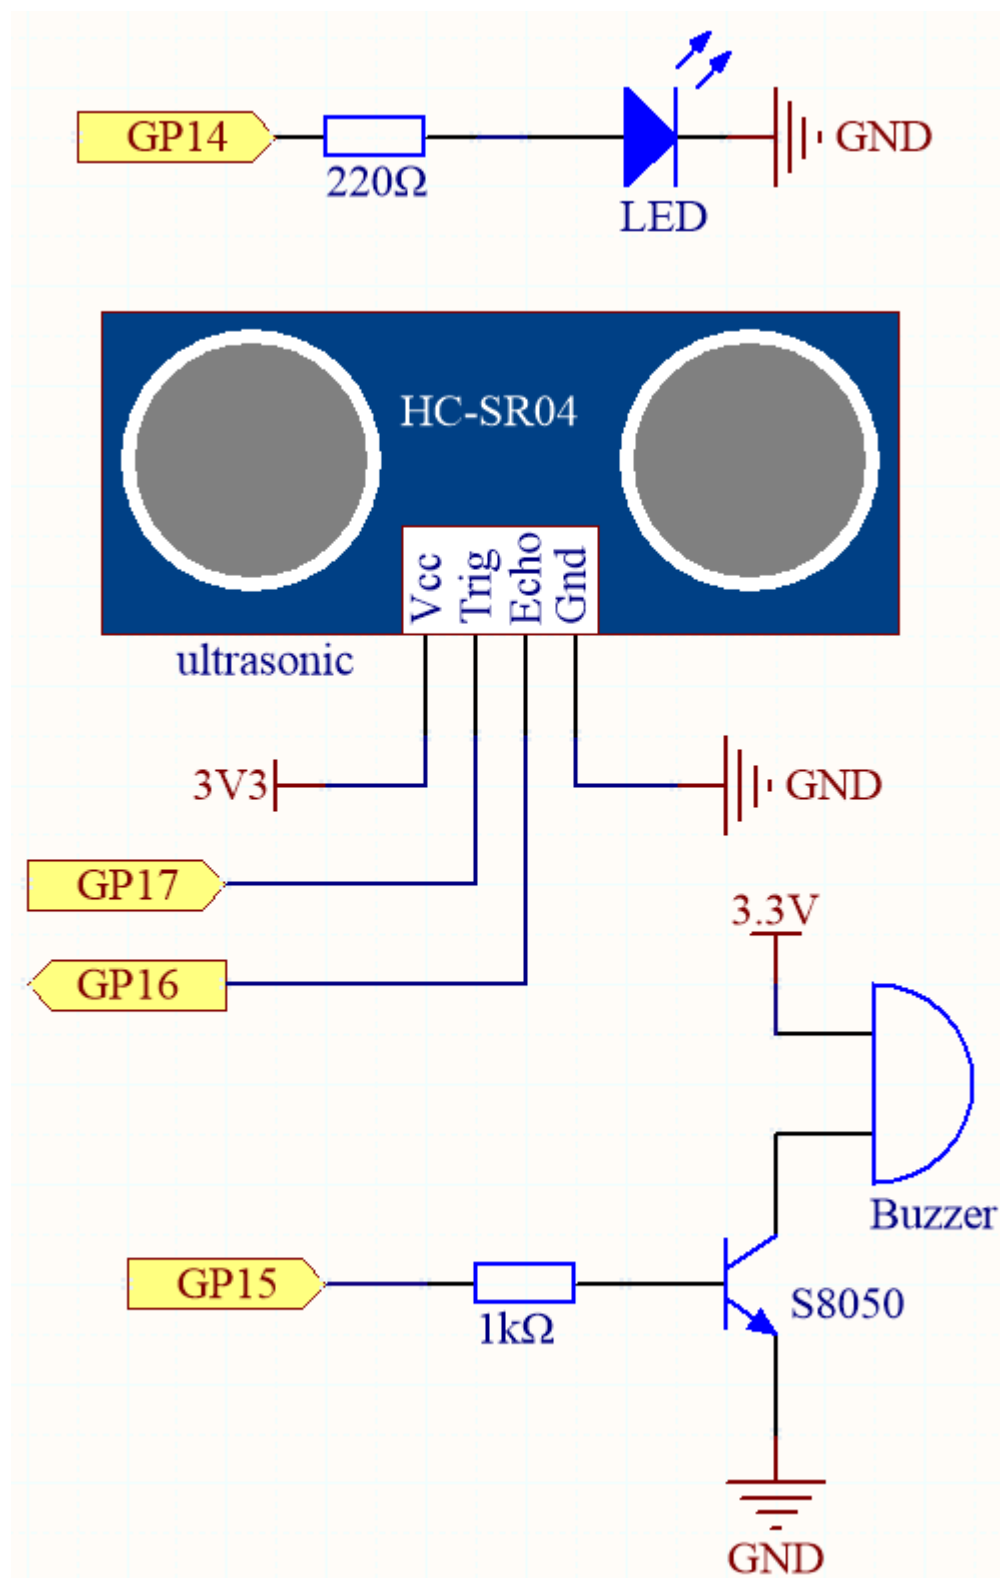 GP14
220Ω
LED
GND
HC-SR04
Vcc
Trig
Echo
Gnd
ultrasonic
3V3
GND
GP17
3.3V
GP16
Buzzer
GP15
1kΩ
S8050
GND